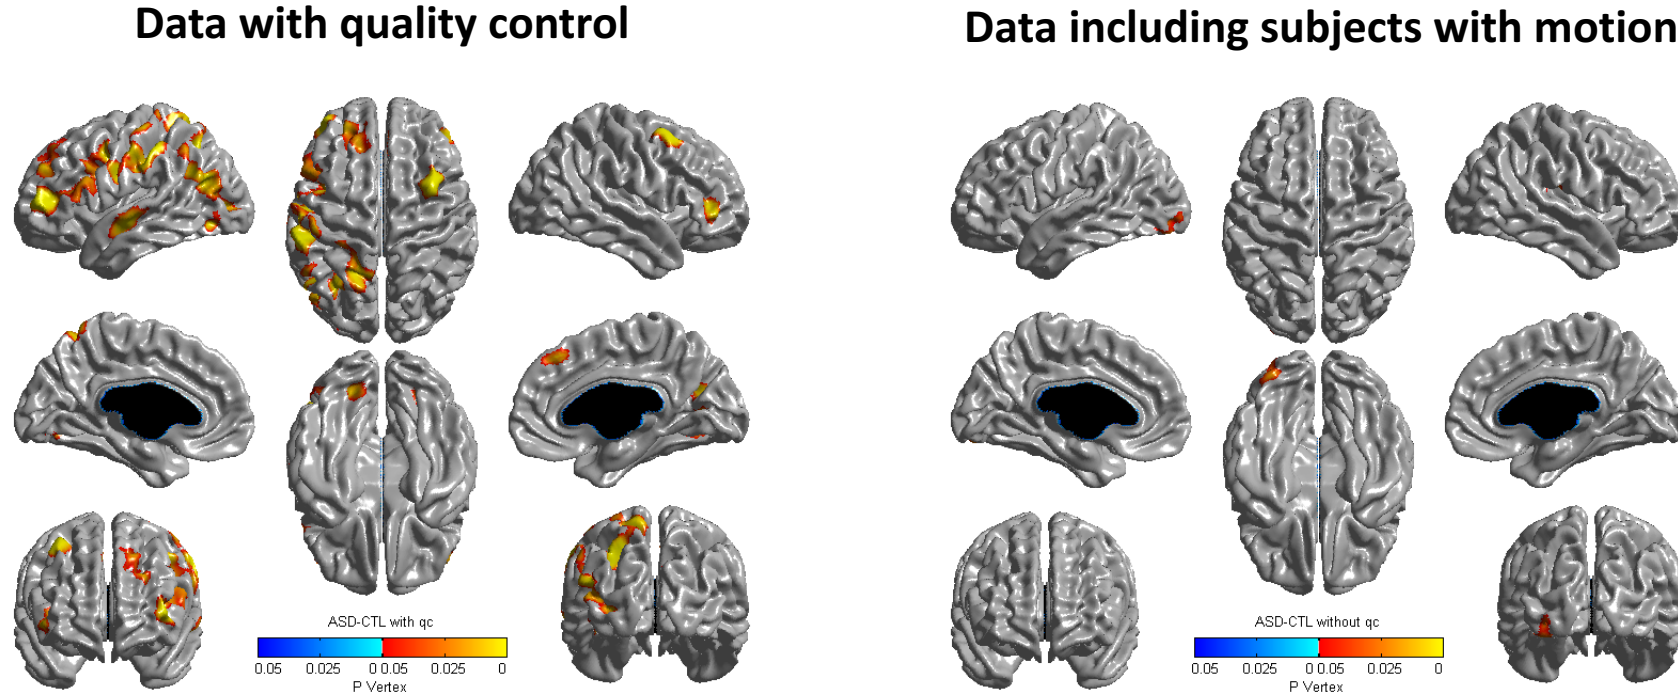 Data with quality control
Data including subjects with motion
ASD-CTL with qc
0.05 0.025 0 0.05 0.025 0
P Vertex
ASD-CTL without qc
0.05 0.025 0 0.05 0.025 0
P Vertex